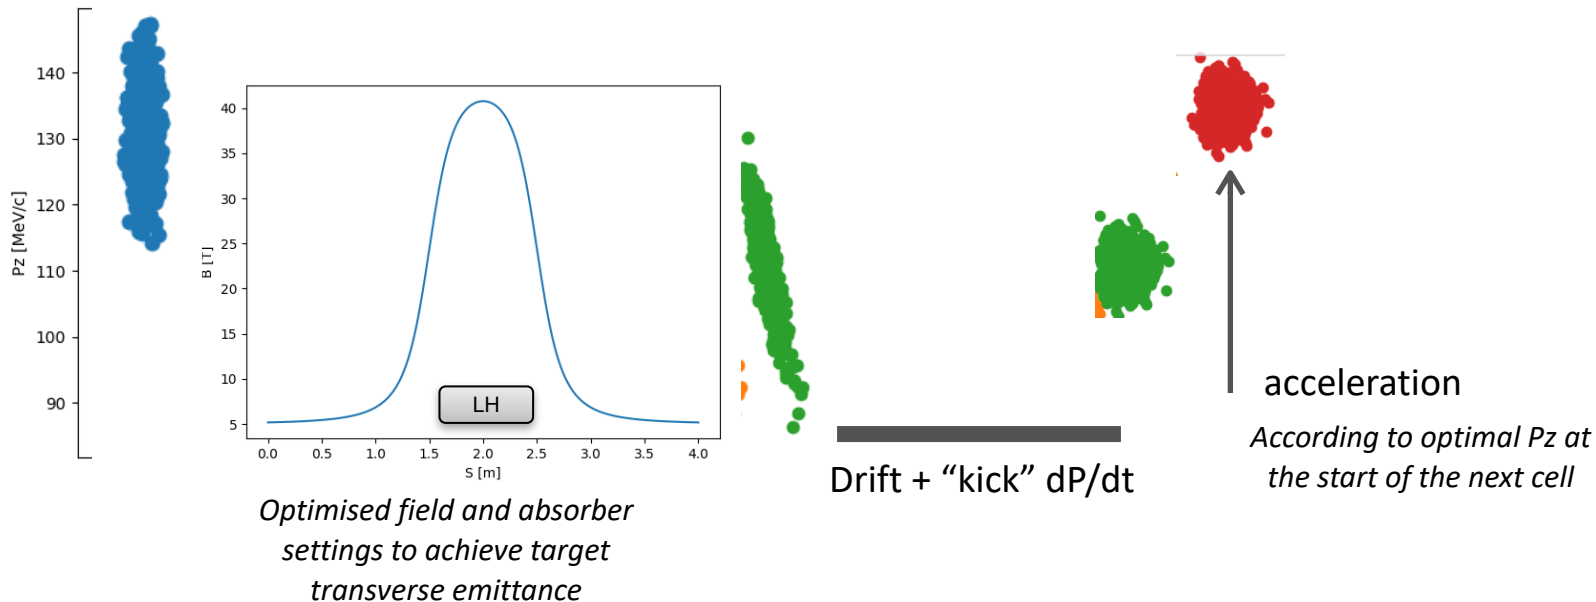 Pz [MeV/c]
140
130
120
110
100
90
B [T]
40
35
30
25
20
15
10
5
LH
0.0 0.5 1.0 1.5 2.0 2.5 3.0 3.5 4.0
S [m]
Optimised field and absorber
settings to achieve target
transverse emittance
Drift + “kick” dP/dt
acceleration
According to optimal Pz at
the start of the next cell